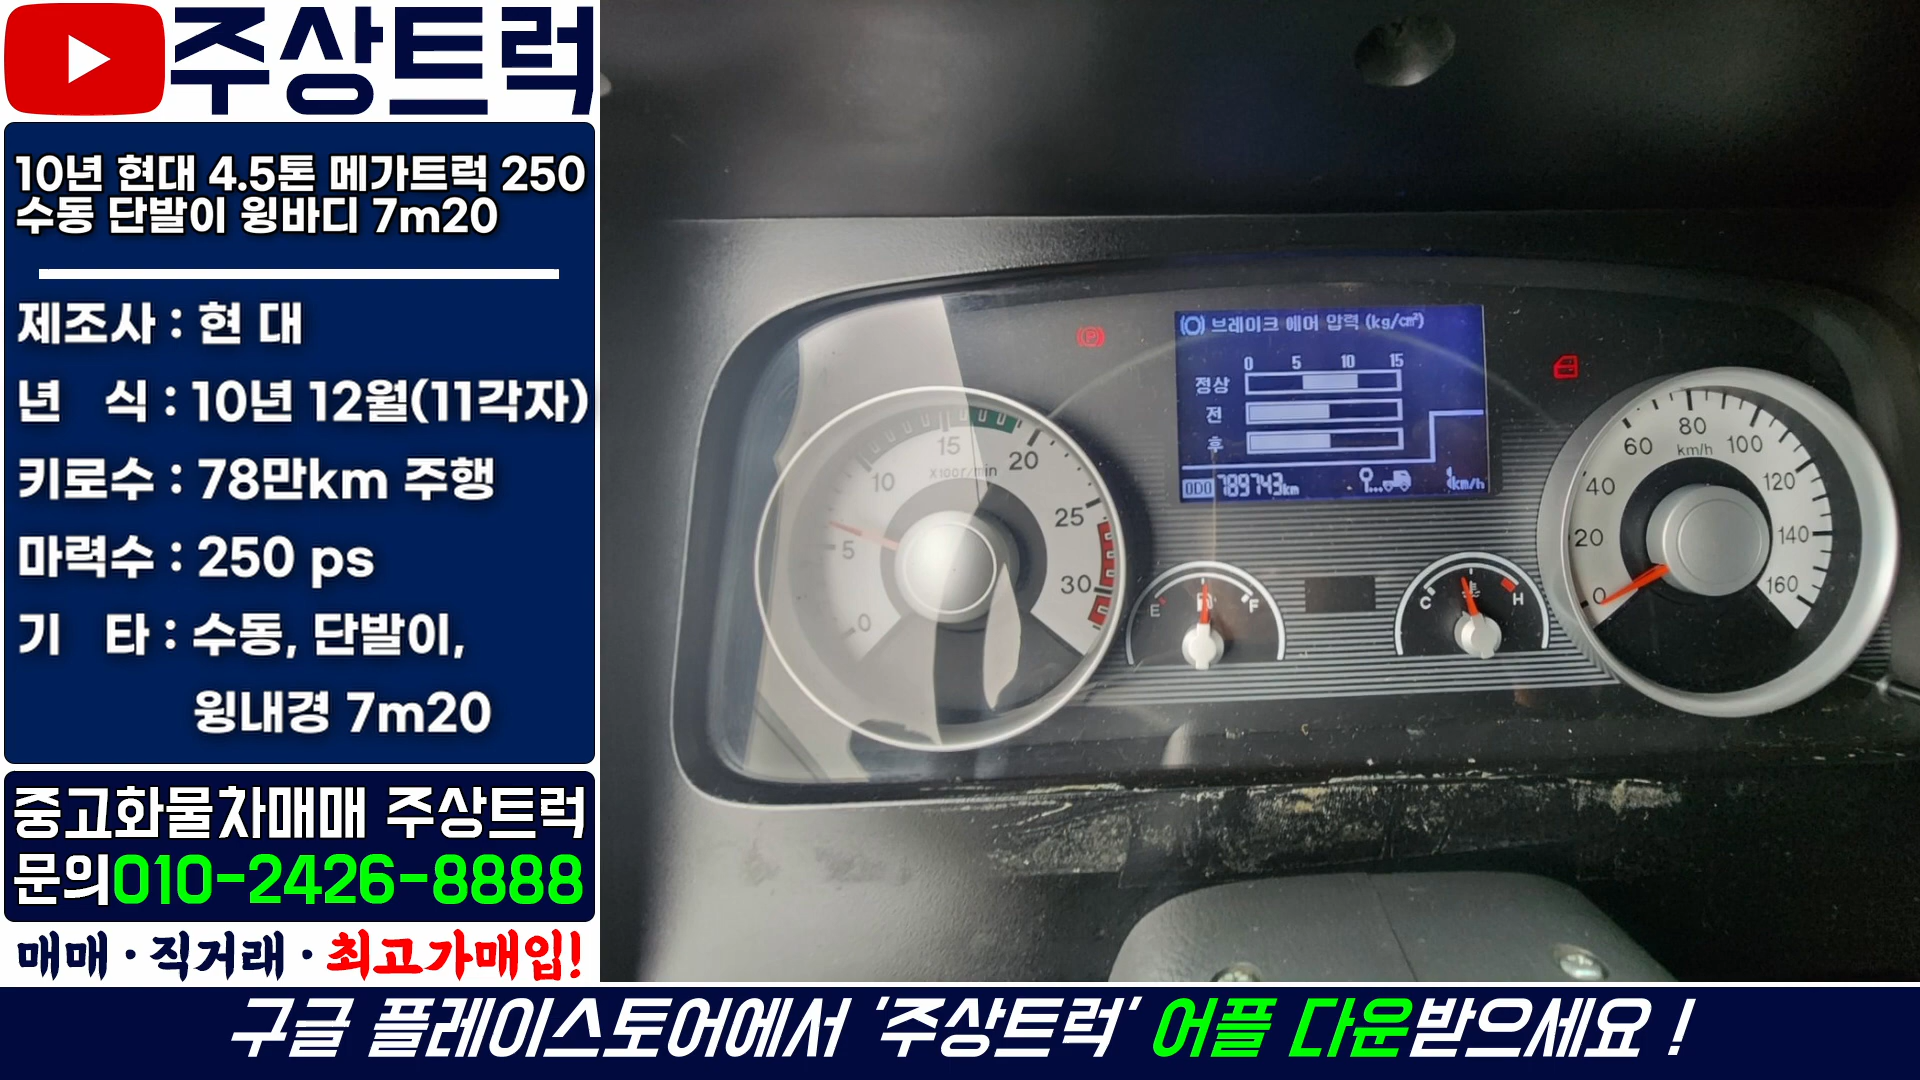 주상트럭
10년 현대 4.5톤 메가트럭 250
수동 단발이 윙바디 7m20
제조사 : 현 대
년 식 : 10년 12월(11각자)
키로수 : 78만km 주행
마력수 : 250 ps
기 타 : 수동, 단발이,
윙내경 7m20
중고화물차매매 주상트럭
문의010-2426-8888
매매 · 직거래 · 최고가매입!
브레이크 에어 압력 (kg/cm²)
0 5 10 15
정상
전
후
ODO 789743km 1km/h
0 5 10 15 20 25 30
X100r/min
E F
C H
0 20 40 60 80 100 120 140 160
km/h
(P)
구글 플레이스토어에서 '주상트럭' 어플 다운받으세요 !